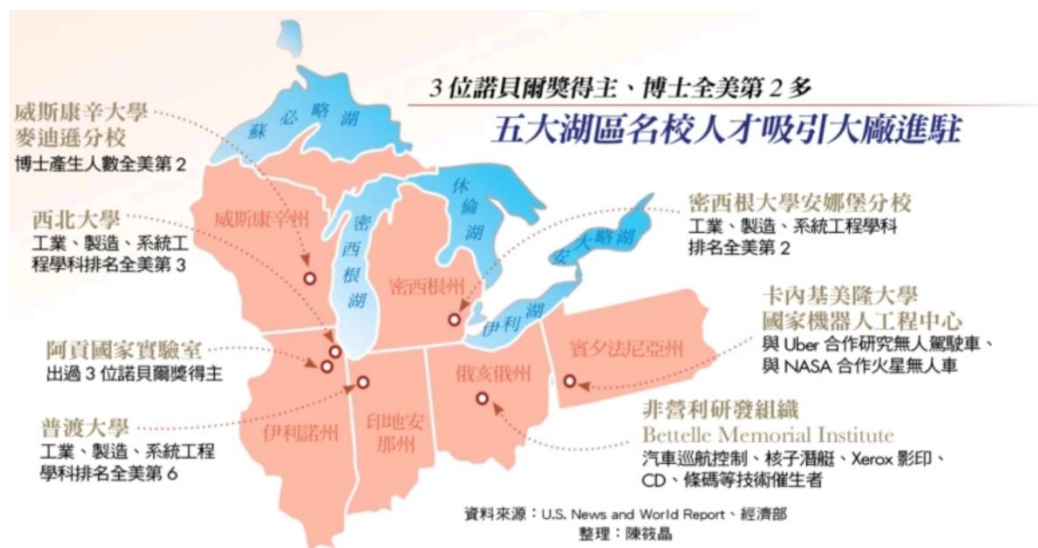 3 位諾貝爾獎得主、博士全美第 2 多
五大湖區名校人才吸引大廠進駐
威斯康辛大學
麥迪遜分校
博士產生人數全美第 2
西北大學
工業、製造、系統工
程學科排名全美第 3
阿貢國家實驗室
出過 3 位諾貝爾獎得主
普渡大學
工業、製造、系統工程
學科排名全美第 6
蘇必略湖
密西根湖
休倫湖
安大略湖
伊利湖
威斯康辛州
密西根州
伊利諾州
印地安
那州
俄亥俄州
賓夕法尼亞州
密西根大學安娜堡分校
工業、製造、系統工程學科
排名全美第 2
卡內基美隆大學
國家機器人工程中心
與 Uber 合作研究無人駕駛車、
與 NASA 合作火星無人車
非營利研發組織
Bettelle Memorial Institute
汽車巡航控制、核子潛艇、Xerox 影印、
CD、條碼等技術催生者
資料來源：U.S. News and World Report、經濟部
整理：陳筱晶